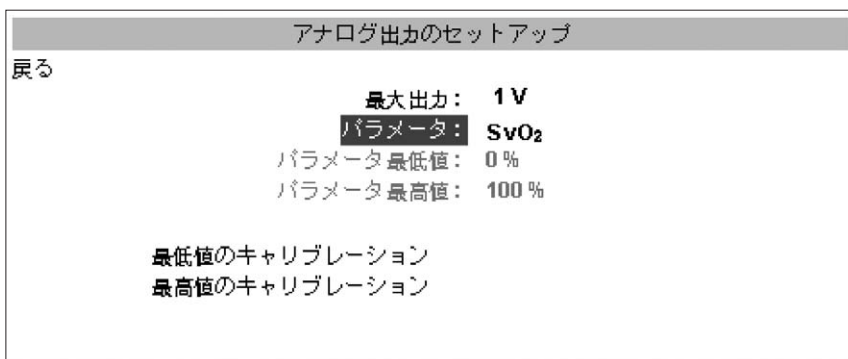 アナログ出力のセットアップ
戻る
最大出力： 1 V
パラメータ： SvO₂
パラメータ最低値： 0 %
パラメータ最高値： 100 %
最低値のキャリブレーション
最高値のキャリブレーション